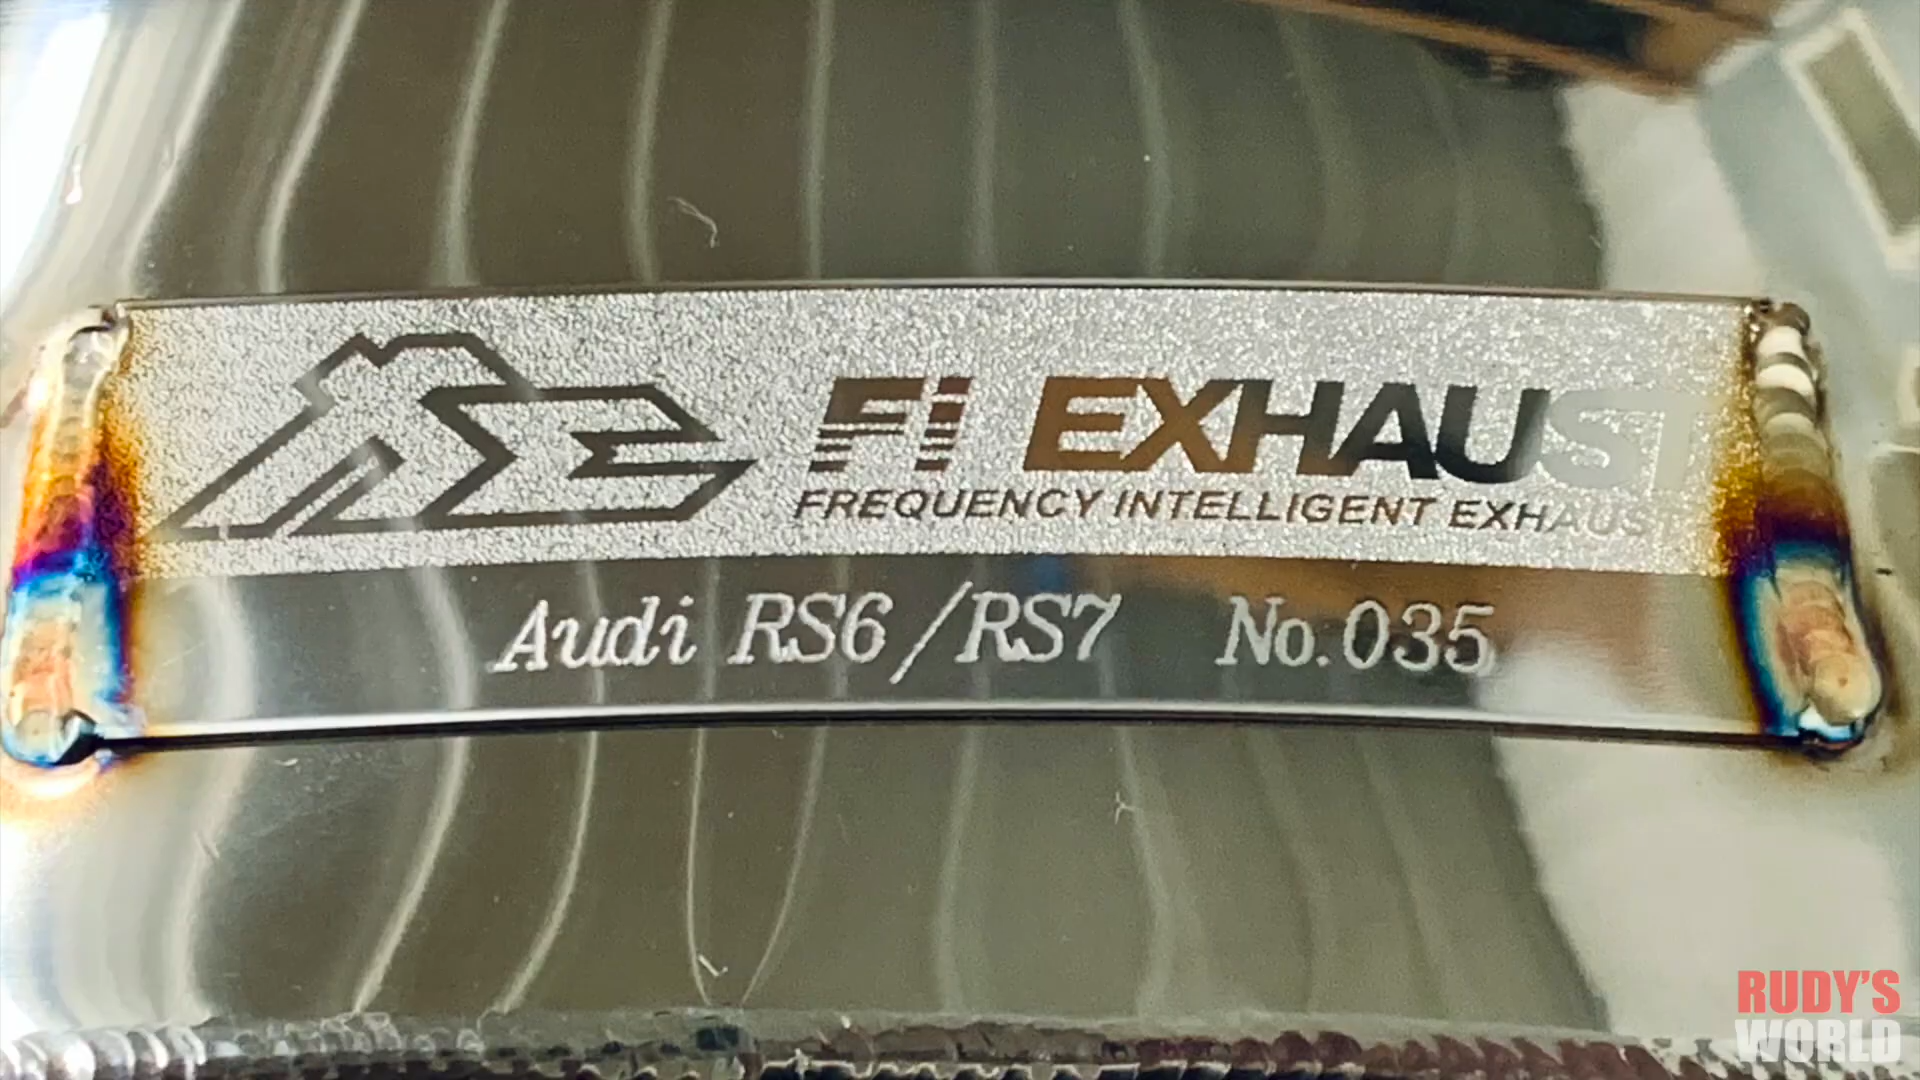 Fi EXHAUST
FREQUENCY INTELLIGENT EXHAUST
Audi RS6/RS7 No.035
RUDY'S
WORLD